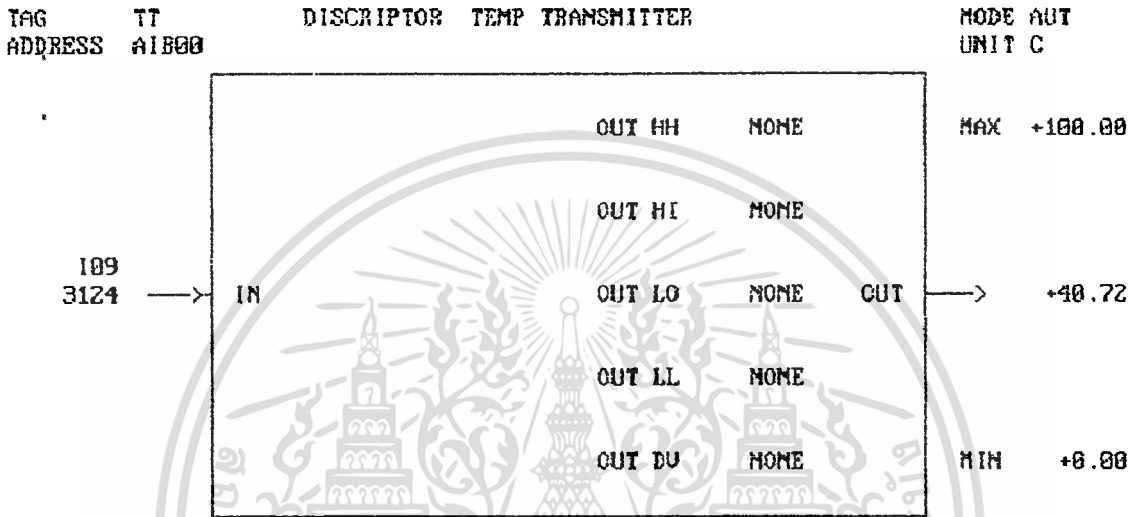 TAG TT DISCRIPTOR TEMP TRANSMITTER MODE AUT
ADDRESS AIB00 UNIT C
OUT HH NONE MAX +100.00
OUT HI NONE
I09
3124 IN OUT LO NONE OUT +40.72
OUT LL NONE
OUT DV NONE MIN +0.00